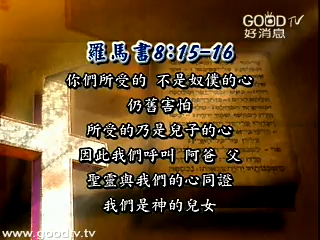 GOOD TV
好消息
羅馬書8:15-16
你們所受的 不是奴僕的心
仍舊害怕
所受的乃是兒子的心
因此我們呼叫 阿爸 父
聖靈與我們的心同證
我們是神的兒女
www.goodtv.tv